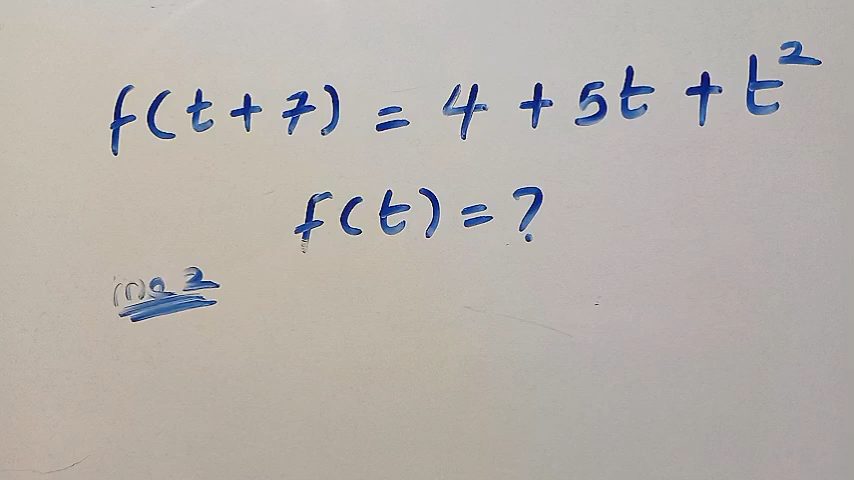 f(t+7) = 4 + 5t + t²
f(t) = ?